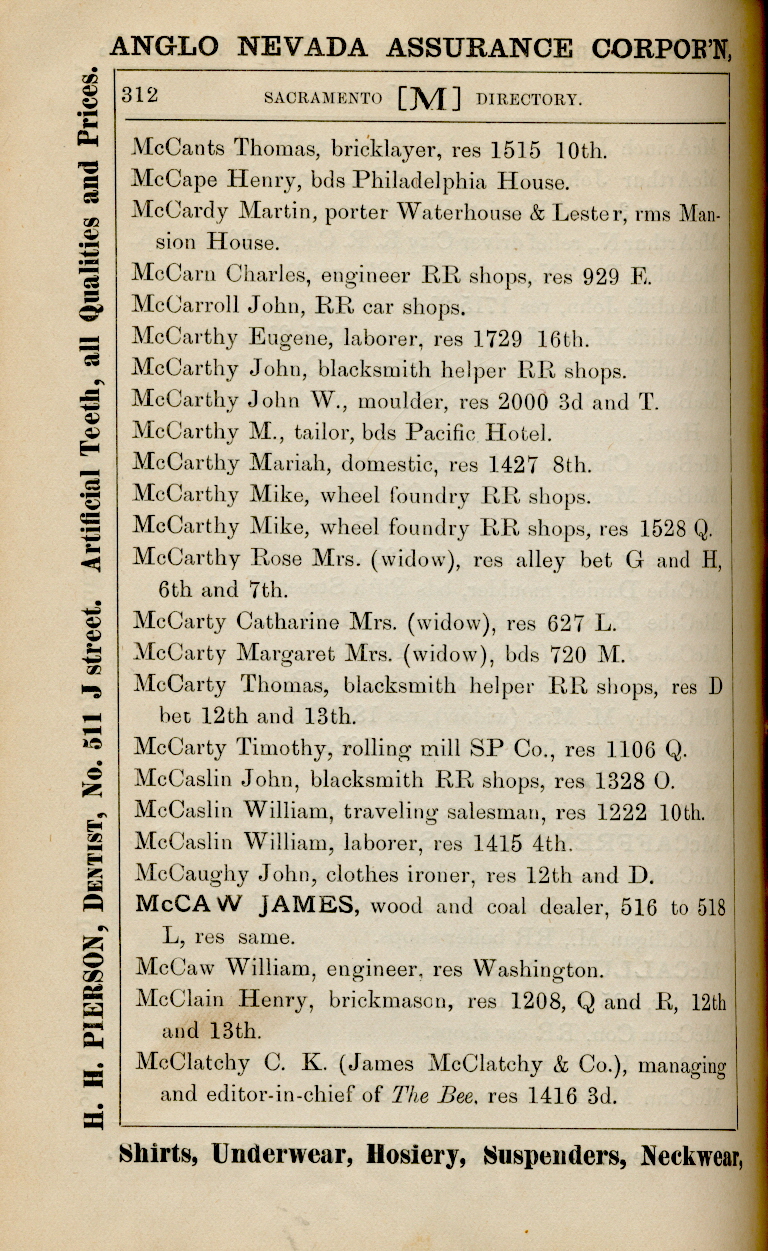 ANGLO NEVADA ASSURANCE CORPOR'N,
312 SACRAMENTO [M] DIRECTORY.
McCants Thomas, bricklayer, res 1515 10th.
McCape Henry, bds Philadelphia House.
McCardy Martin, porter Waterhouse & Lester, rms Man-
sion House.
McCarn Charles, engineer RR shops, res 929 E.
McCarroll John, RR car shops.
McCarthy Eugene, laborer, res 1729 16th.
McCarthy John, blacksmith helper RR shops.
McCarthy John W., moulder, res 2000 3d and T.
McCarthy M., tailor, bds Pacific Hotel.
McCarthy Mariah, domestic, res 1427 8th.
McCarthy Mike, wheel foundry RR shops.
McCarthy Mike, wheel foundry RR shops, res 1528 Q.
McCarthy Rose Mrs. (widow), res alley bet G and H,
6th and 7th.
McCarty Catharine Mrs. (widow), res 627 L.
McCarty Margaret Mrs. (widow), bds 720 M.
McCarty Thomas, blacksmith helper RR shops, res D
bet 12th and 13th.
McCarty Timothy, rolling mill SP Co., res 1106 Q.
McCaslin John, blacksmith RR shops, res 1328 O.
McCaslin William, traveling salesman, res 1222 10th.
McCaslin William, laborer, res 1415 4th.
McCaughy John, clothes ironer, res 12th and D.
McCAW JAMES, wood and coal dealer, 516 to 518
L, res same.
McCaw William, engineer, res Washington.
McClain Henry, brickmason, res 1208, Q and R, 12th
and 13th.
McClatchy C. K. (James McClatchy & Co.), managing
and editor-in-chief of The Bee, res 1416 3d.
Shirts, Underwear, Hosiery, Suspenders, Neckwear,
H. H. PIERSON, DENTIST, No. 511 J street. Artificial Teeth, all Qualities and Prices.